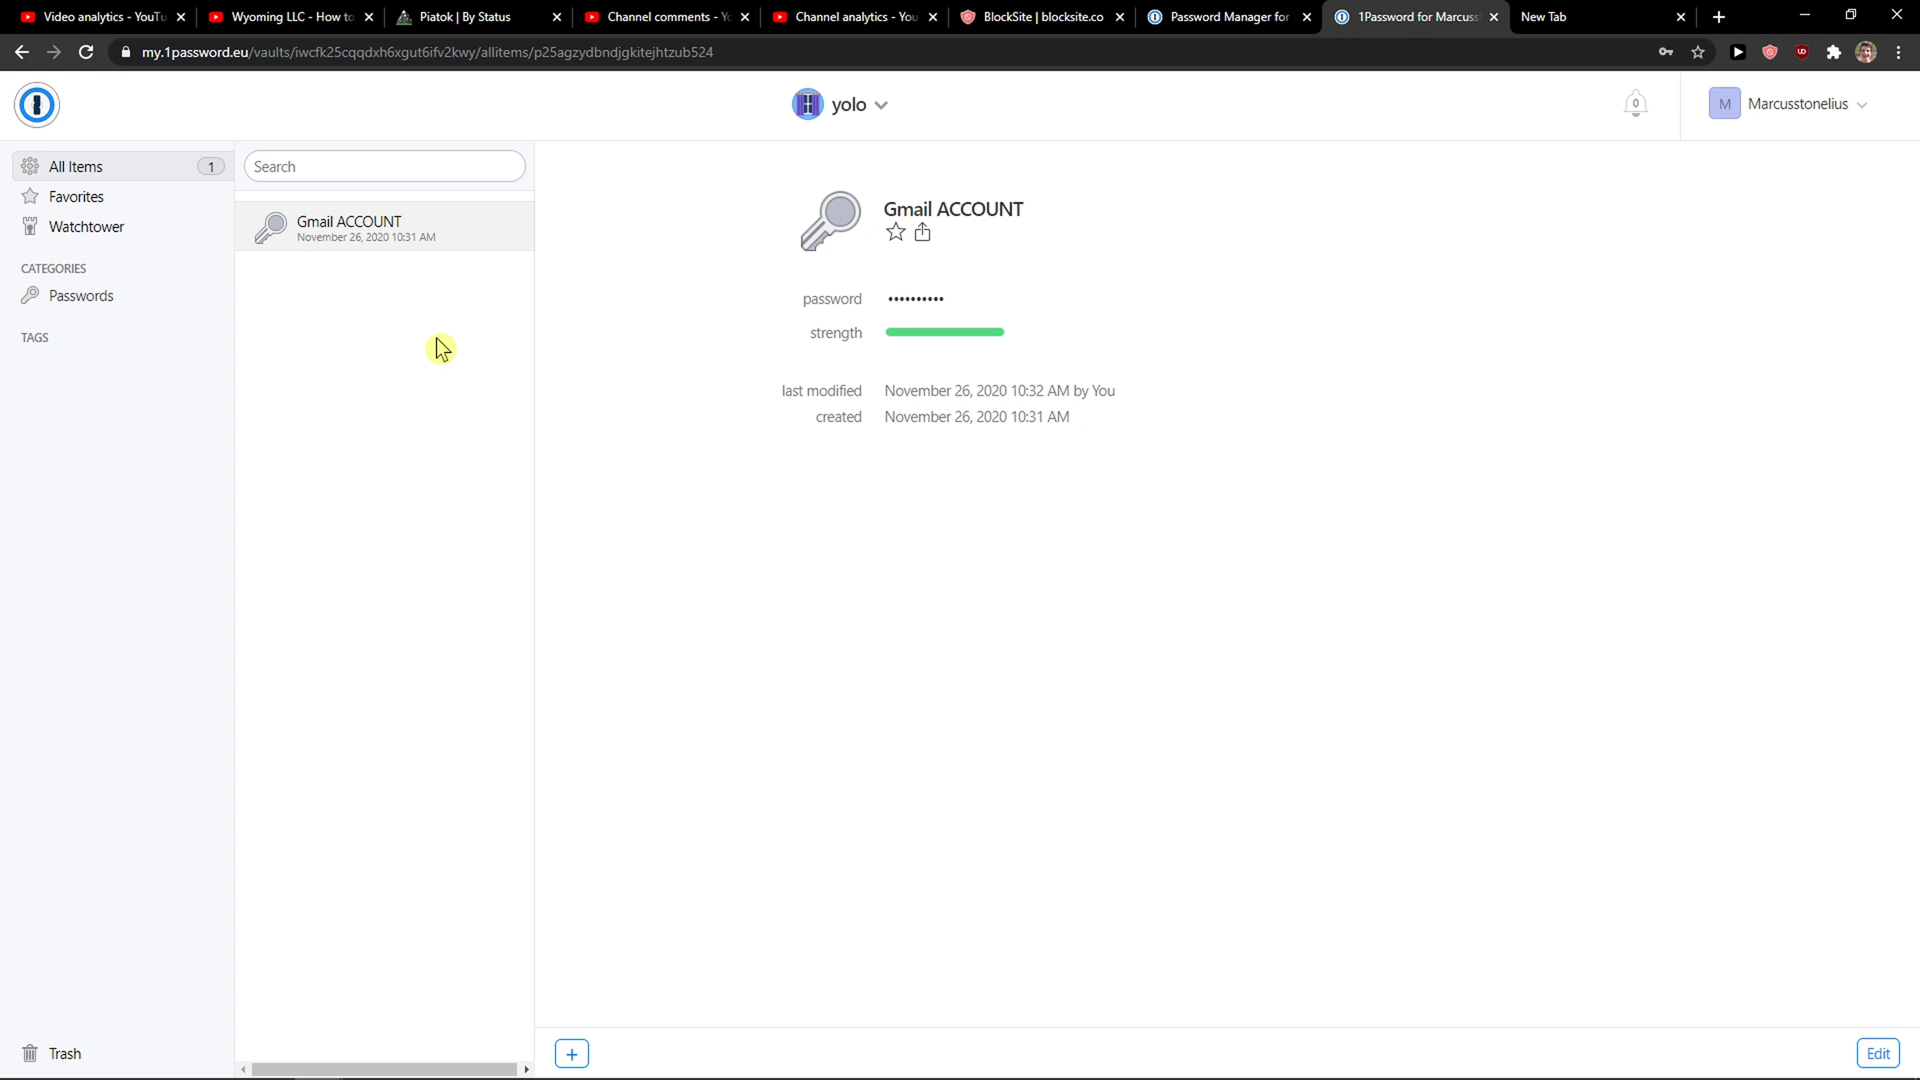 Video analytics - YouTu
Wyoming LLC - How to
Piatok | By Status
Channel comments - Yo
Channel analytics - You
BlockSite | blocksite.co
Password Manager for
1Password for Marcuss
New Tab
my.1password.eu/vaults/iwcfk25cqqdxh6xgut6ifv2kwy/allitems/p25agzydbndjgkitejhtzub524
yolo
0
M
Marcusstonelius
All Items
1
Favorites
Watchtower
CATEGORIES
Passwords
TAGS
Trash
Search
Gmail ACCOUNT
November 26, 2020 10:31 AM
Gmail ACCOUNT
password ••••••••••
strength
last modified November 26, 2020 10:32 AM by You
created November 26, 2020 10:31 AM
+
Edit